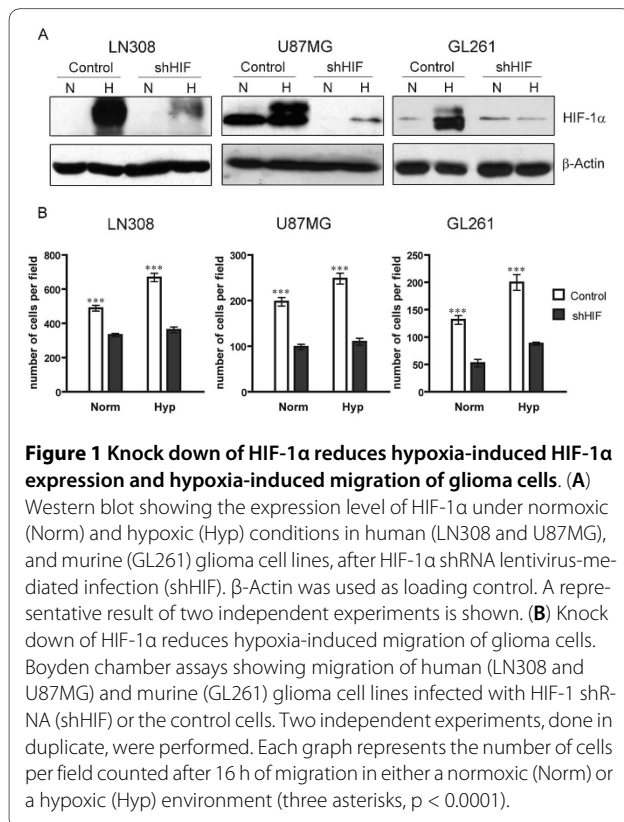 A
LN308 U87MG GL261
Control shHIF Control shHIF Control shHIF
N H N H N H N H N H N H
HIF-1α
β-Actin
B
LN308
number of cells per field
800
600
400
200
0
Norm Hyp
*** ***
U87MG
number of cells per field
300
200
100
0
Norm Hyp
*** ***
GL261
number of cells per field
250
200
150
100
50
0
Norm Hyp
*** ***
Control
shHIF
Figure 1 Knock down of HIF-1α reduces hypoxia-induced HIF-1α
expression and hypoxia-induced migration of glioma cells. (A)
Western blot showing the expression level of HIF-1α under normoxic
(Norm) and hypoxic (Hyp) conditions in human (LN308 and U87MG),
and murine (GL261) glioma cell lines, after HIF-1α shRNA lentivirus-me-
diated infection (shHIF). β-Actin was used as loading control. A repre-
sentative result of two independent experiments is shown. (B) Knock
down of HIF-1α reduces hypoxia-induced migration of glioma cells.
Boyden chamber assays showing migration of human (LN308 and
U87MG) and murine (GL261) glioma cell lines infected with HIF-1 shR-
NA (shHIF) or the control cells. Two independent experiments, done in
duplicate, were performed. Each graph represents the number of cells
per field counted after 16 h of migration in either a normoxic (Norm) or
a hypoxic (Hyp) environment (three asterisks, p < 0.0001).